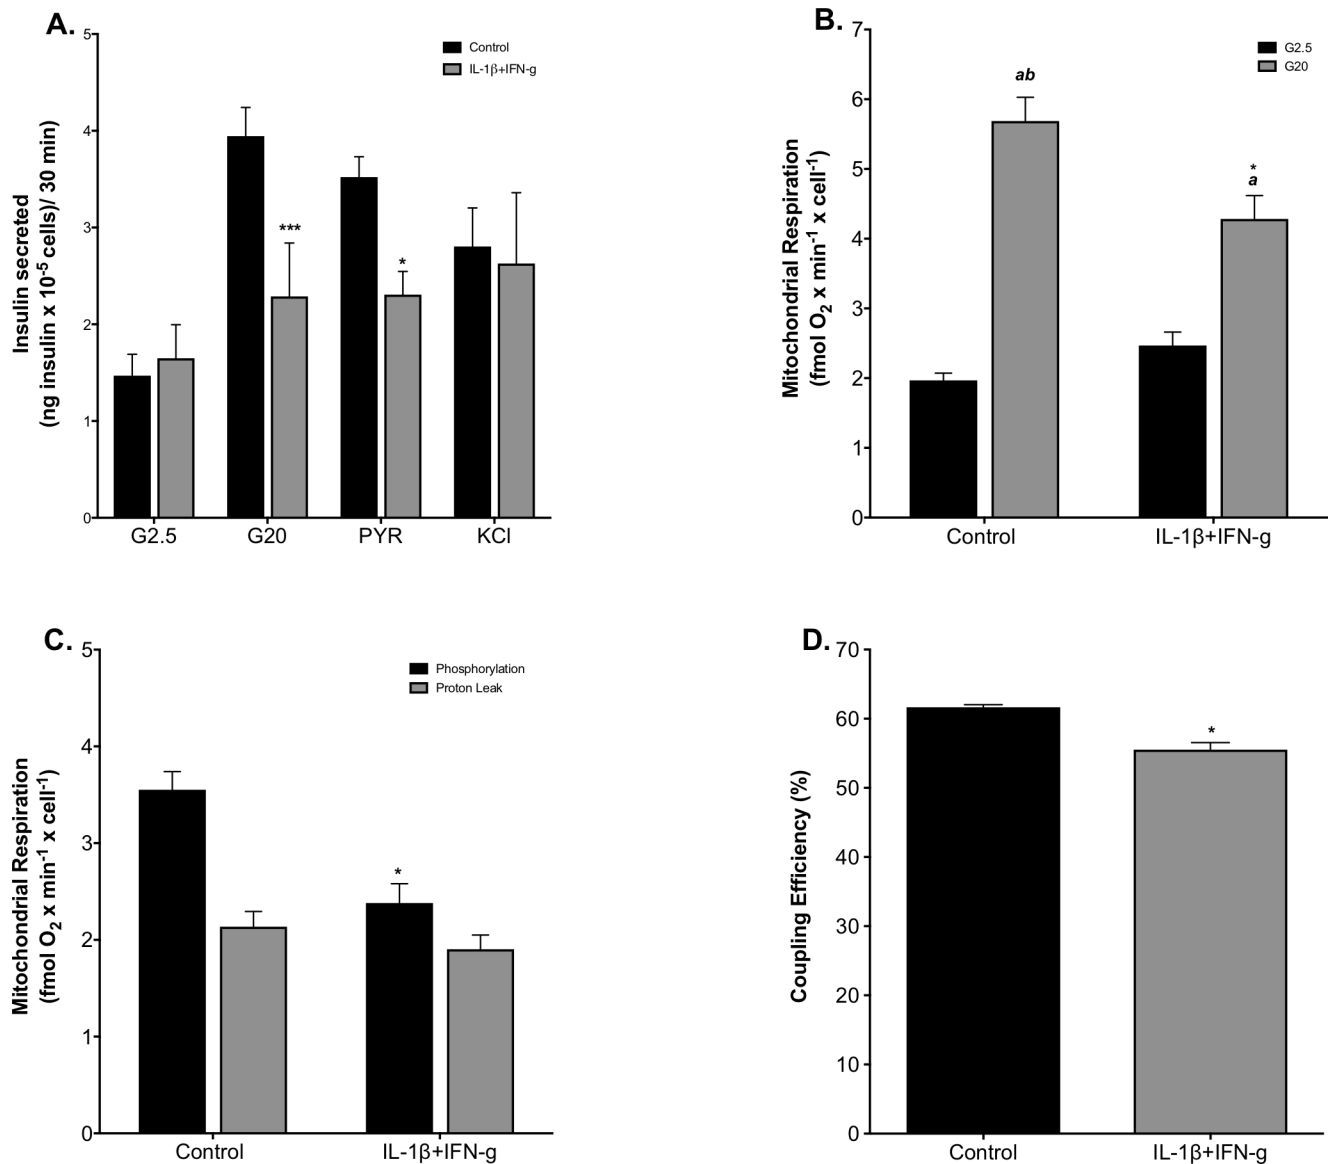 A.
Insulin secreted
(ng insulin x 10⁻⁵ cells)/ 30 min)
5
4
3
2
1
0
Control
IL-1β+IFN-g
***
*
G2.5 G20 PYR KCl
B.
Mitochondrial Respiration
(fmol O₂ x min⁻¹ x cell⁻¹)
7
6
5
4
3
2
1
0
G2.5
G20
ab
*
a
Control IL-1β+IFN-g
C.
Mitochondrial Respiration
(fmol O₂ x min⁻¹ x cell⁻¹)
5
4
3
2
1
0
Phosphorylation
Proton Leak
*
Control IL-1β+IFN-g
D.
Coupling Efficiency (%)
70
60
50
40
30
20
10
0
*
Control IL-1β+IFN-g